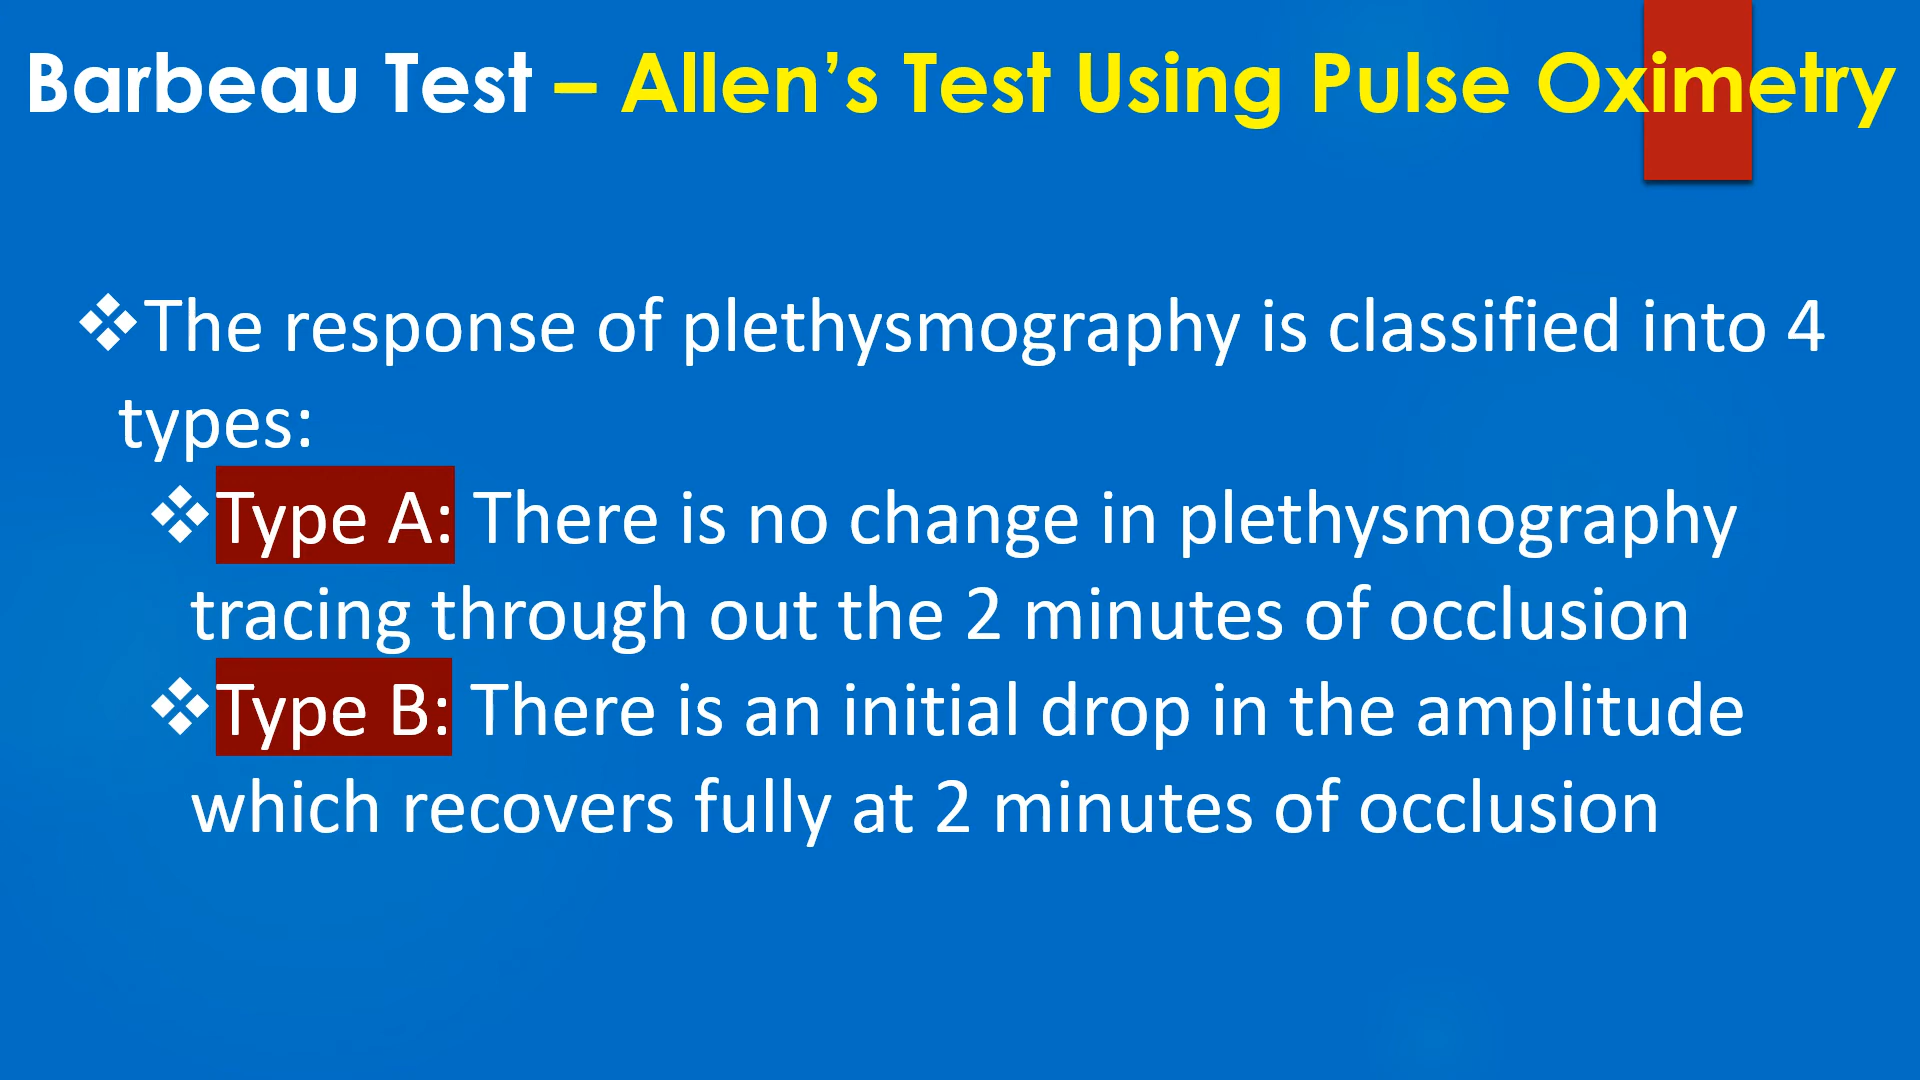 Barbeau Test – Allen’s Test Using Pulse Oximetry
❖The response of plethysmography is classified into 4
types:
❖Type A: There is no change in plethysmography
tracing through out the 2 minutes of occlusion
❖Type B: There is an initial drop in the amplitude
which recovers fully at 2 minutes of occlusion